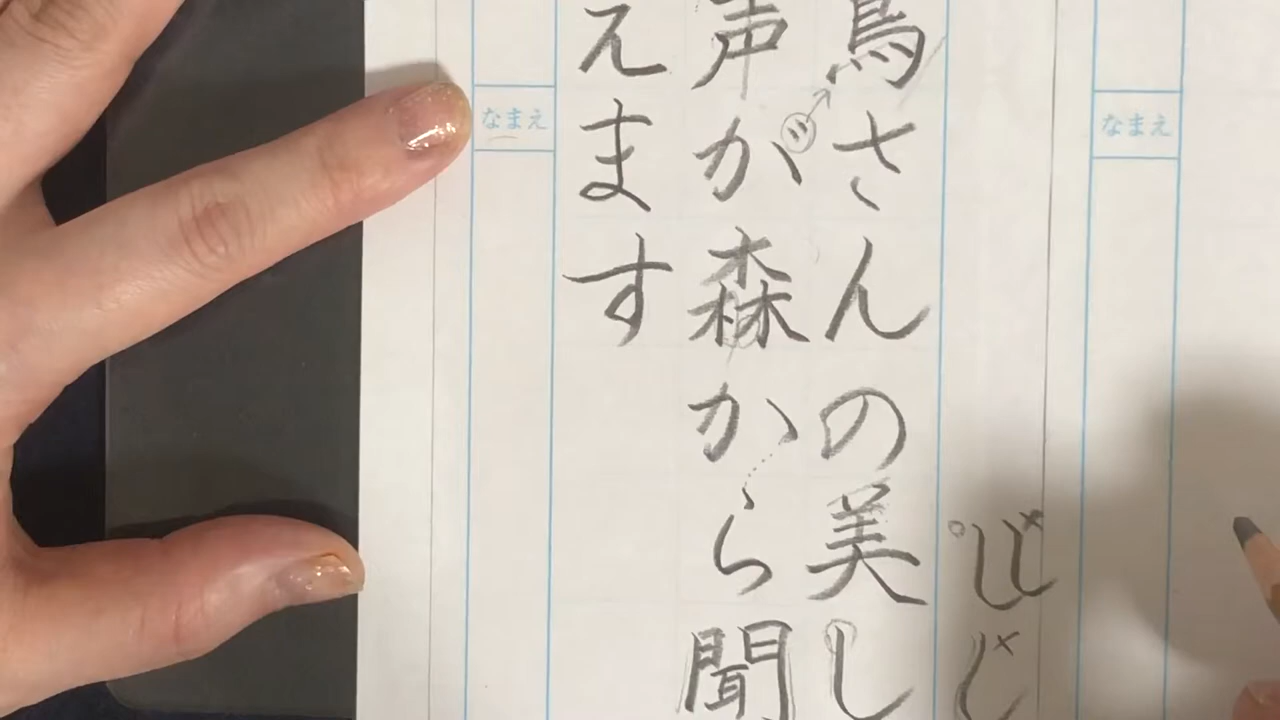 なまえ
じじ
じ
鳥さんの美し
声が森から聞
えます
なまえ